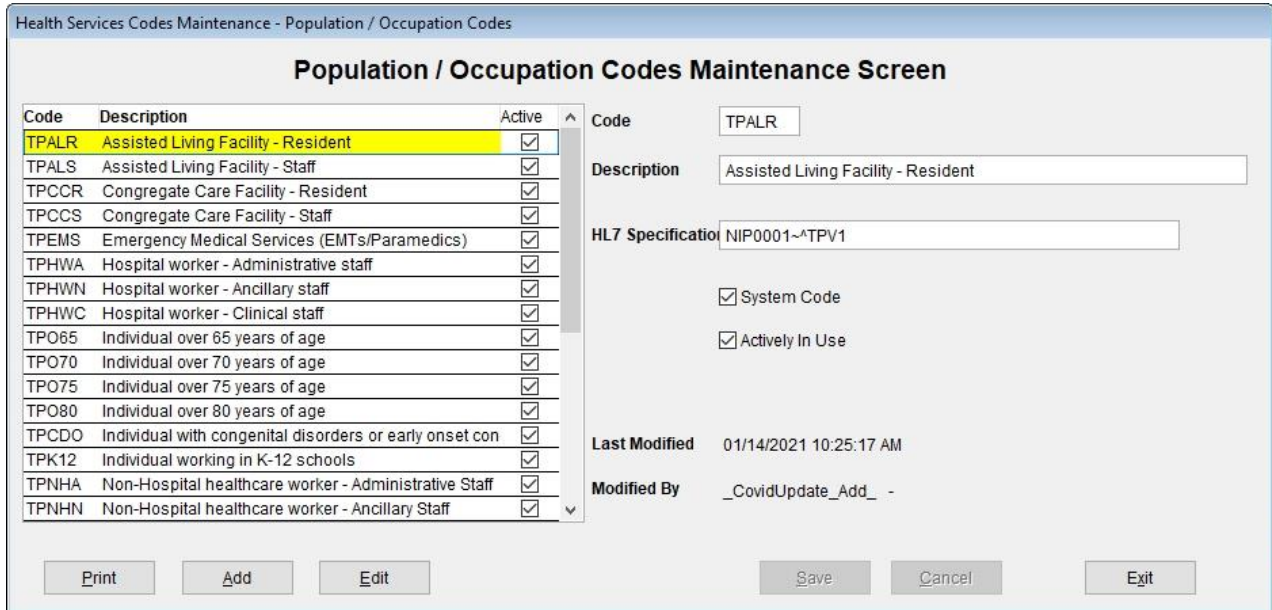 Health Services Codes Maintenance - Population / Occupation Codes
Population / Occupation Codes Maintenance Screen
Code Description Active
TPALR Assisted Living Facility - Resident
TPALS Assisted Living Facility - Staff
TPCCR Congregate Care Facility - Resident
TPCCS Congregate Care Facility - Staff
TPEMS Emergency Medical Services (EMTs/Paramedics)
TPHWA Hospital worker - Administrative staff
TPHWN Hospital worker - Ancillary staff
TPHWC Hospital worker - Clinical staff
TPO65 Individual over 65 years of age
TPO70 Individual over 70 years of age
TPO75 Individual over 75 years of age
TPO80 Individual over 80 years of age
TPCDO Individual with congenital disorders or early onset con
TPK12 Individual working in K-12 schools
TPNHA Non-Hospital healthcare worker - Administrative Staff
TPNHN Non-Hospital healthcare worker - Ancillary Staff
Code TPALR
Description Assisted Living Facility - Resident
HL7 Specification NIP0001~^TPV1
System Code
Actively In Use
Last Modified 01/14/2021 10:25:17 AM
Modified By _CovidUpdate_Add_ -
Print Add Edit Save Cancel Exit